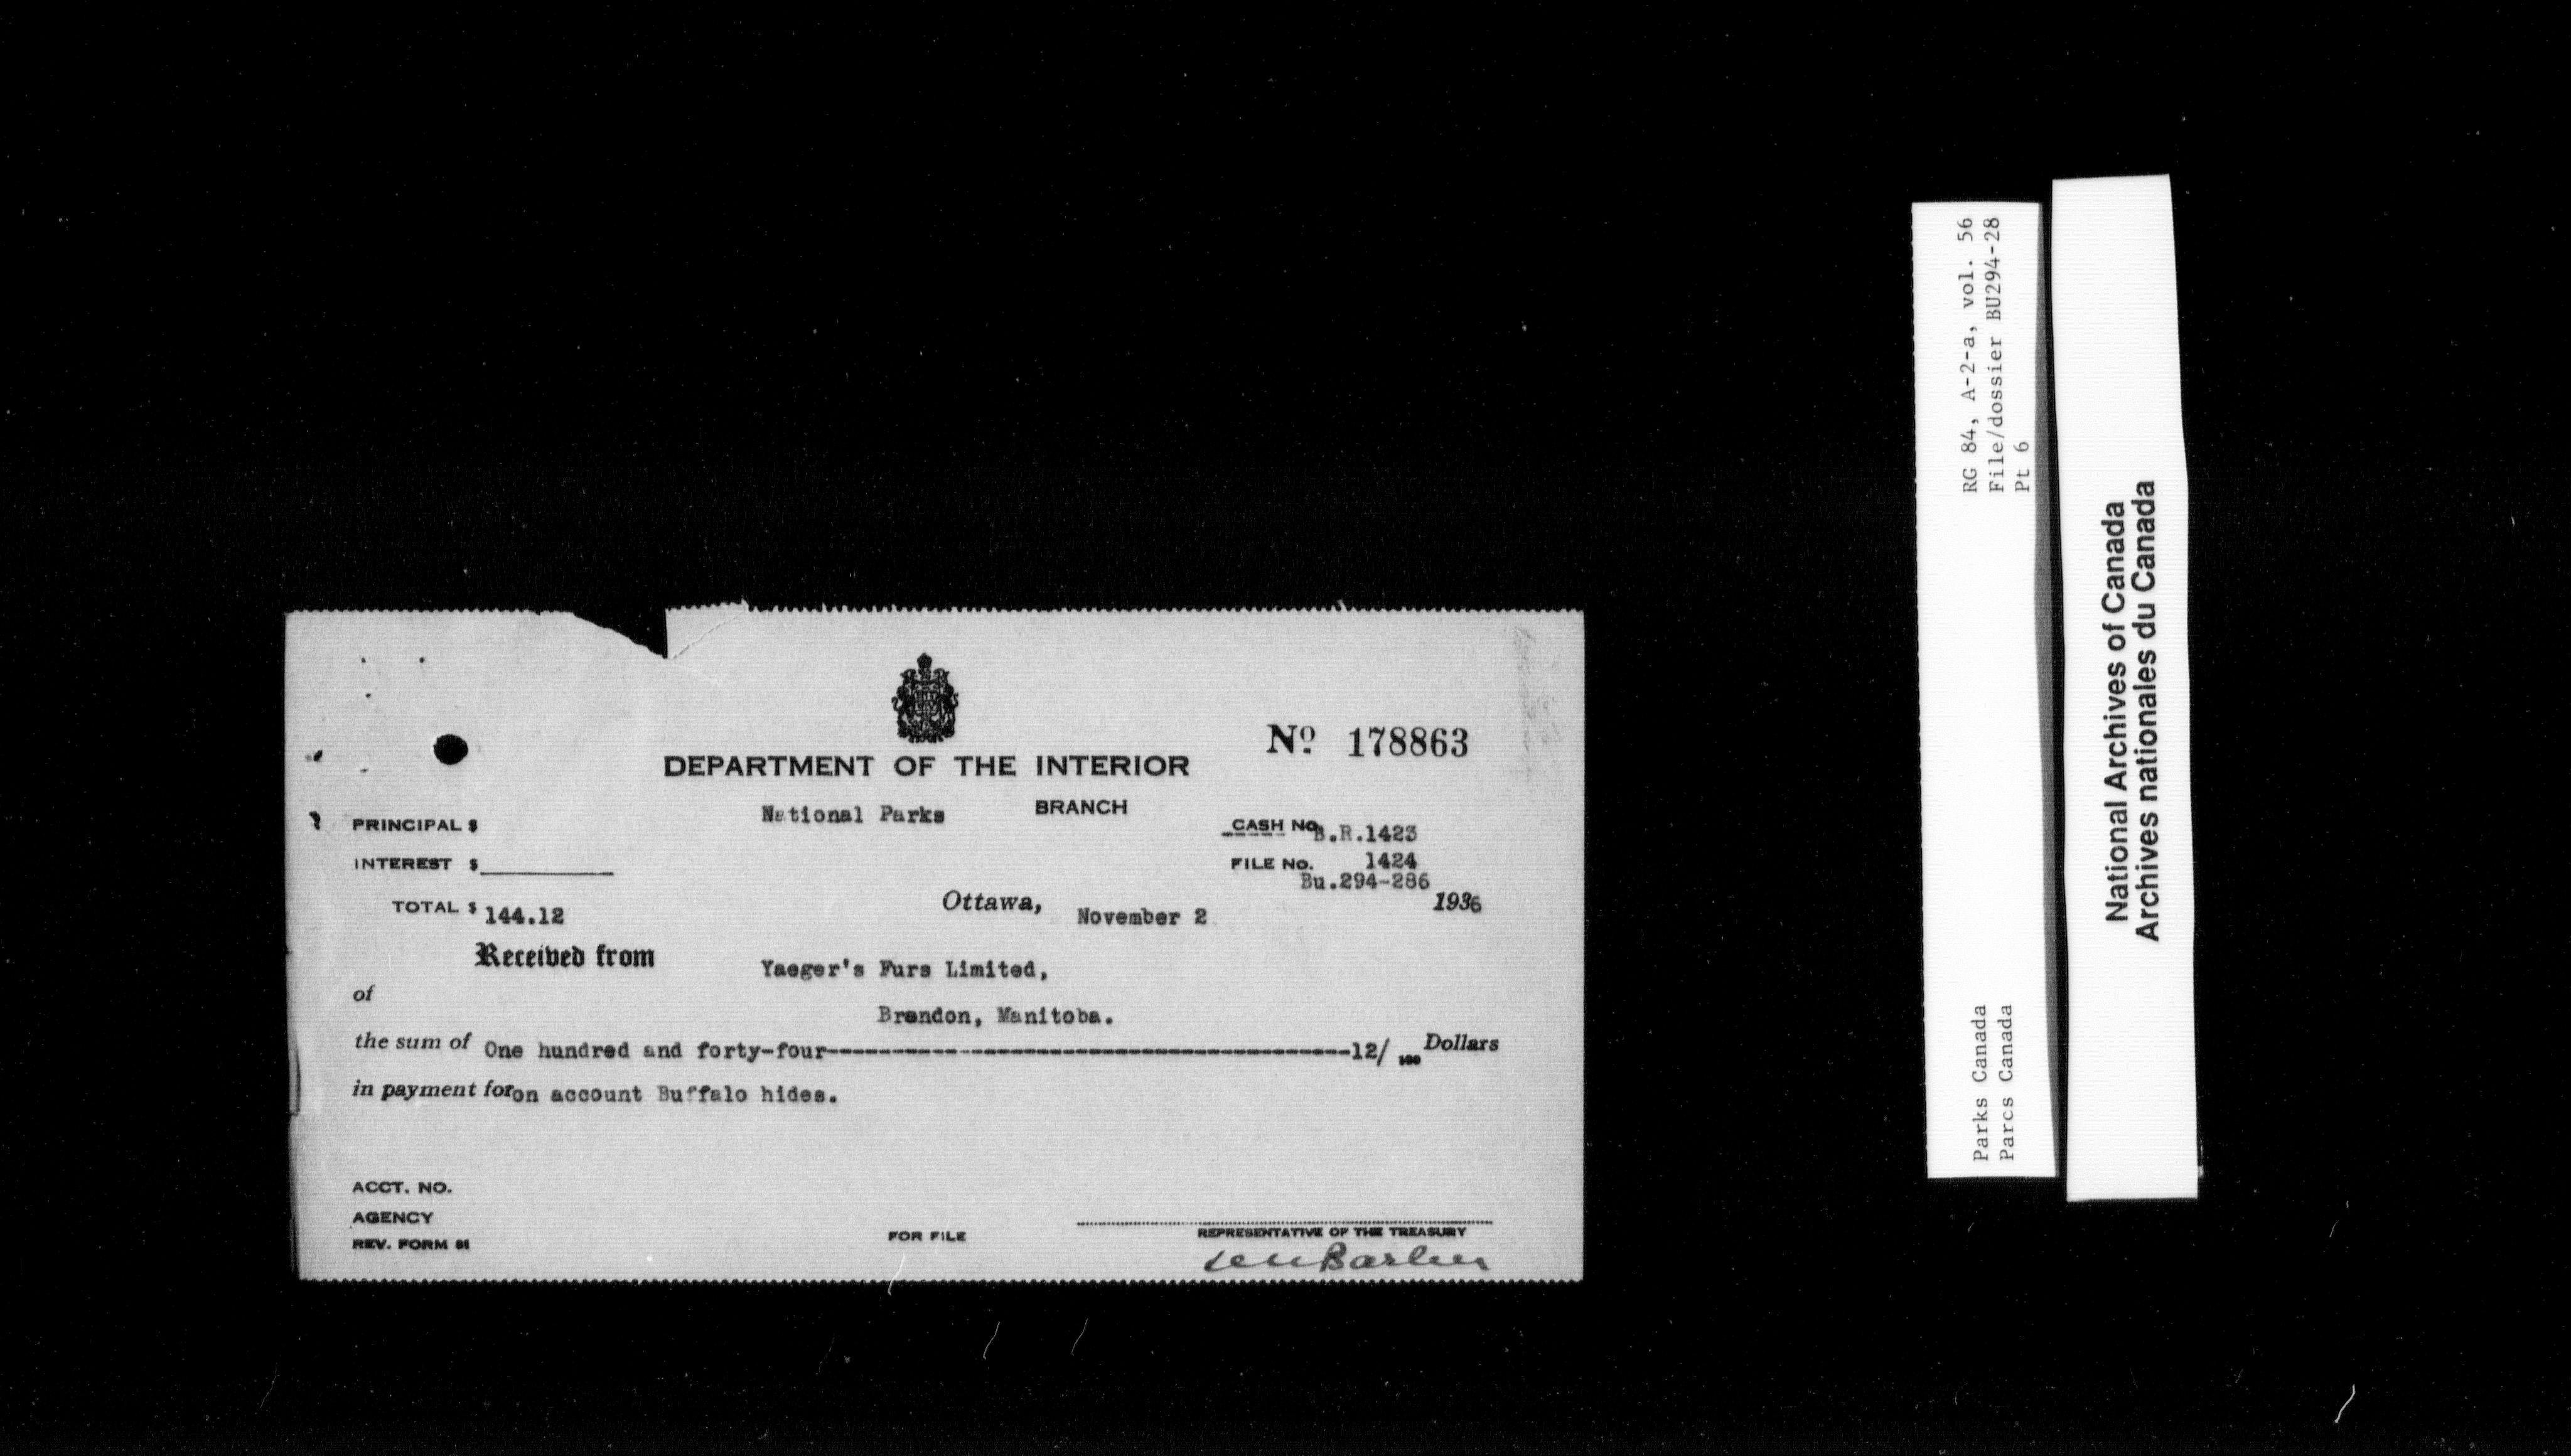 No 178863
DEPARTMENT OF THE INTERIOR
National Parks BRANCH
PRINCIPAL $
CASH No. B.R.1423
INTEREST $
FILE No. 1424
Bu.294-286
TOTAL $ 144.12
Ottawa, November 2 1936
Received from Yaeger's Furs Limited,
of
Brandon, Manitoba.
the sum of One hundred and forty-four----------12/100 Dollars
in payment for on account Buffalo hides.
ACCT. NO.
AGENCY
REV. FORM 91
FOR FILE
REPRESENTATIVE OF THE TREASURY
RG 84, A-2-a, vol. 56
File/dossier BU294-28
Pt 6
Parks Canada
Parcs Canada
National Archives of Canada
Archives nationales du Canada